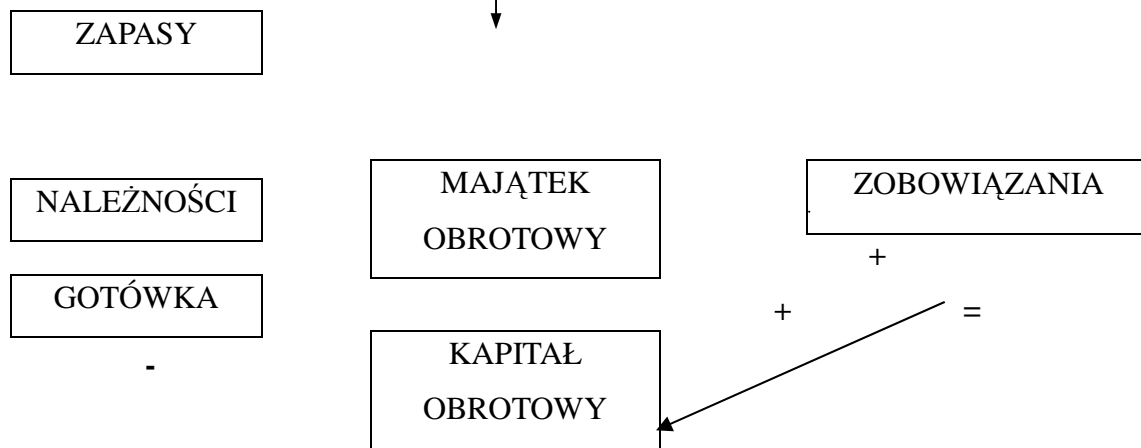 ZAPASY
NALEŻNOŚCI
MAJĄTEK
OBROTOWY
ZOBOWIĄZANIA
+
GOTÓWKA
+ =
-
KAPITAŁ
OBROTOWY